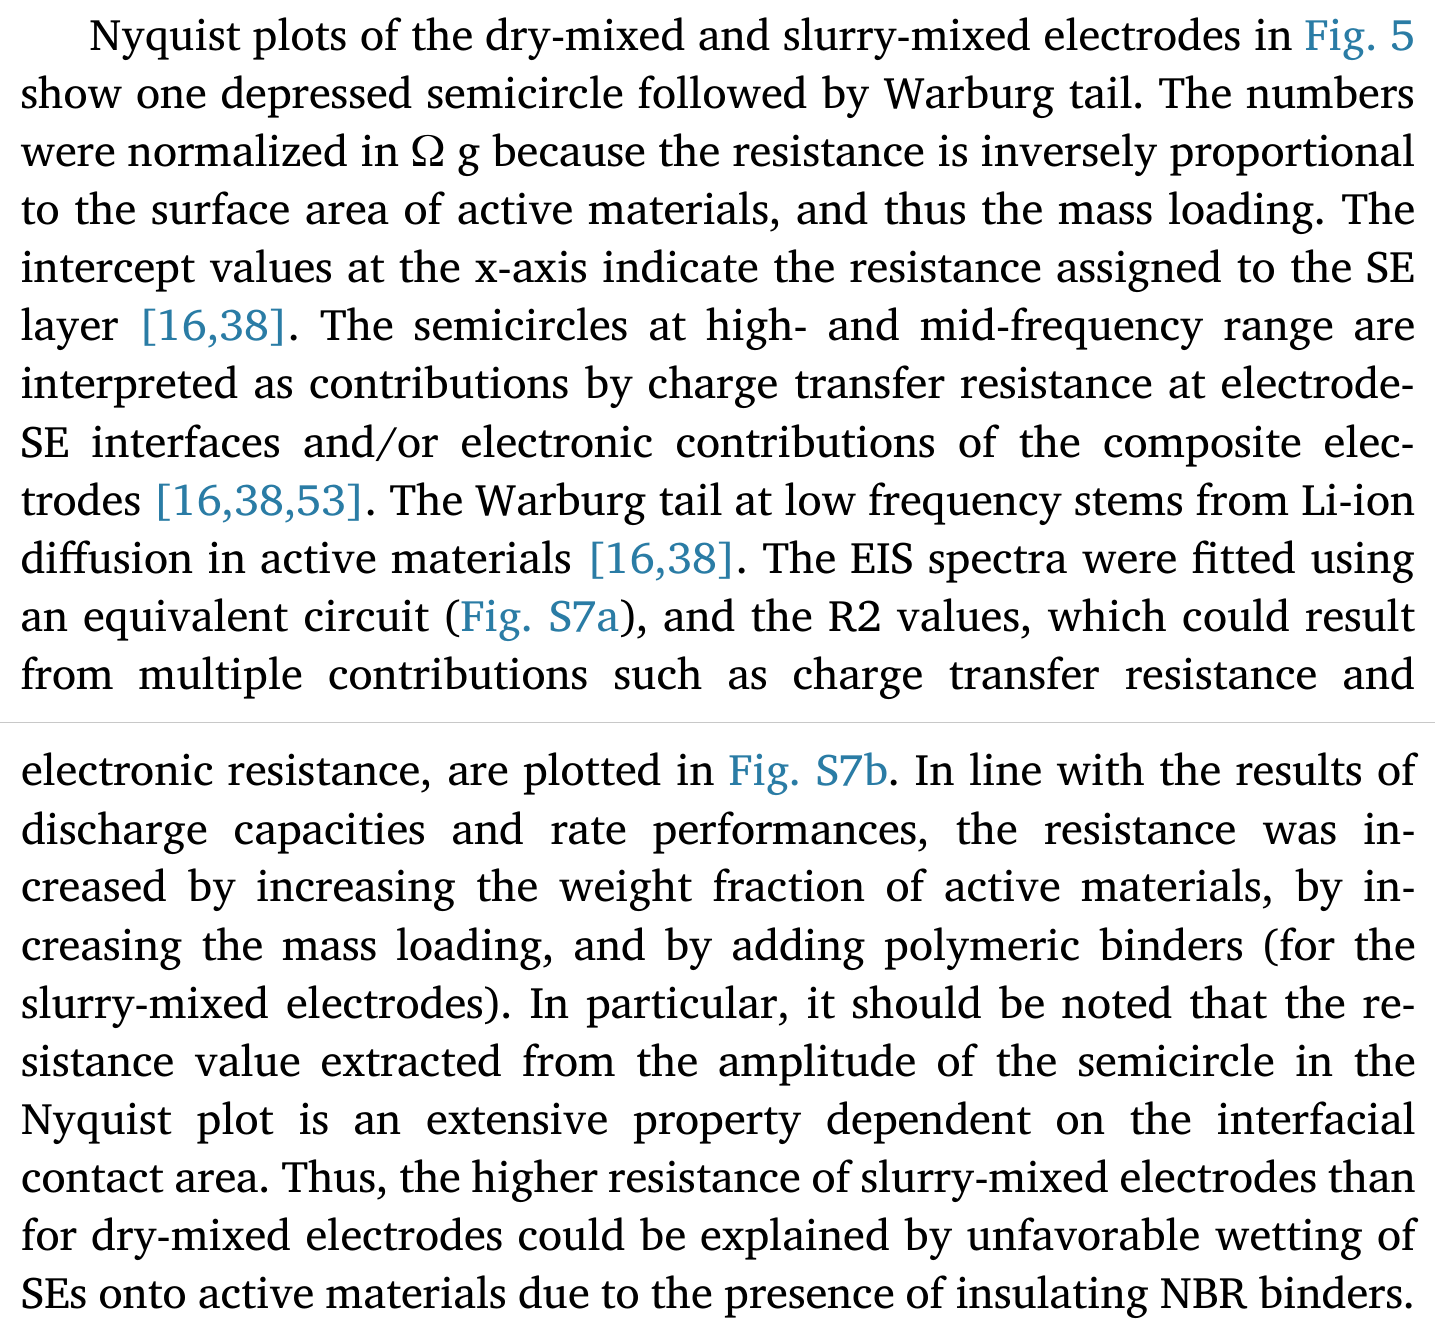 Nyquist plots of the dry-mixed and slurry-mixed electrodes in Fig. 5
show one depressed semicircle followed by Warburg tail. The numbers
were normalized in Ω g because the resistance is inversely proportional
to the surface area of active materials, and thus the mass loading. The
intercept values at the x-axis indicate the resistance assigned to the SE
layer [16,38]. The semicircles at high- and mid-frequency range are
interpreted as contributions by charge transfer resistance at electrode-
SE interfaces and/or electronic contributions of the composite elec-
trodes [16,38,53]. The Warburg tail at low frequency stems from Li-ion
diffusion in active materials [16,38]. The EIS spectra were fitted using
an equivalent circuit (Fig. S7a), and the R2 values, which could result
from multiple contributions such as charge transfer resistance and
electronic resistance, are plotted in Fig. S7b. In line with the results of
discharge capacities and rate performances, the resistance was in-
creased by increasing the weight fraction of active materials, by in-
creasing the mass loading, and by adding polymeric binders (for the
slurry-mixed electrodes). In particular, it should be noted that the re-
sistance value extracted from the amplitude of the semicircle in the
Nyquist plot is an extensive property dependent on the interfacial
contact area. Thus, the higher resistance of slurry-mixed electrodes than
for dry-mixed electrodes could be explained by unfavorable wetting of
SEs onto active materials due to the presence of insulating NBR binders.